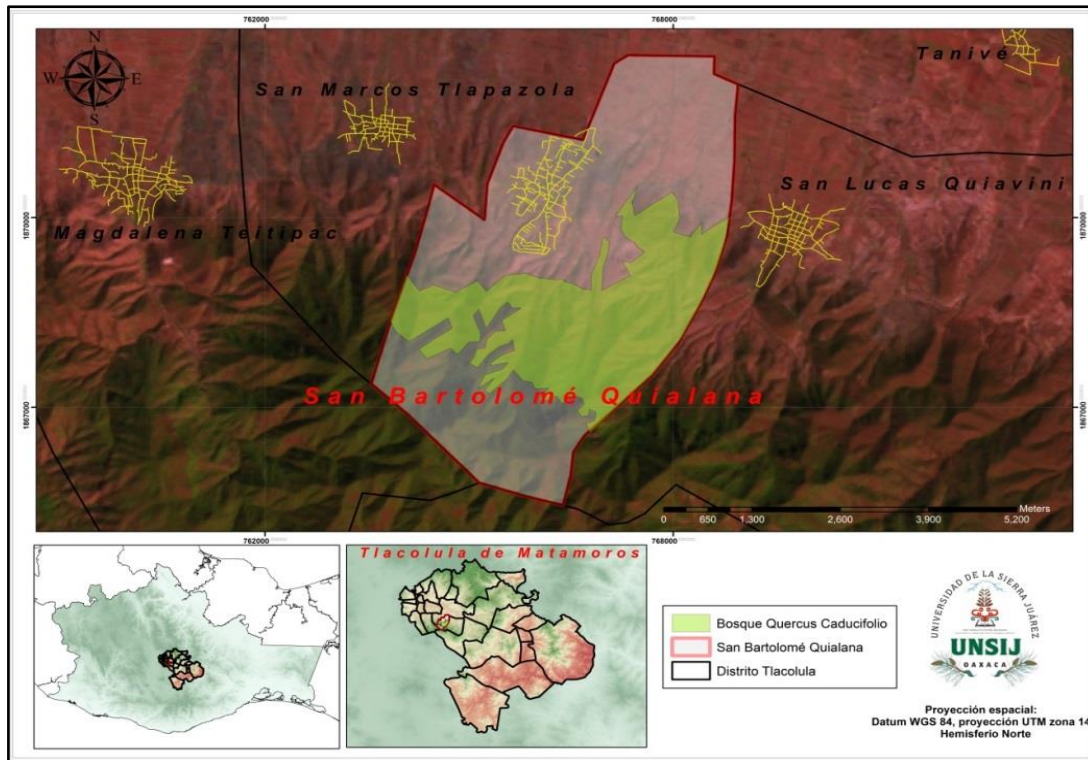 762000
768000
N
W
E
S
Tanivé
San Marcos Tlapazola
San Lucas Quiavini
1870000
1870000
Magdalena Teitipac
San Bartolomé Quialana
1867000
1867000
Meters
0 650 1,300 2,600 3,900 5,200
762000
768000
Tlacolula de Matamoros
Bosque Quercus Caducifolio
San Bartolomé Quialana
Distrito Tlacolula
UNIVERSIDAD DE LA SIERRA JUÁREZ
UNSIJ
OAXACA
Proyección espacial:
Datum WGS 84, proyección UTM zona 14
Hemisferio Norte